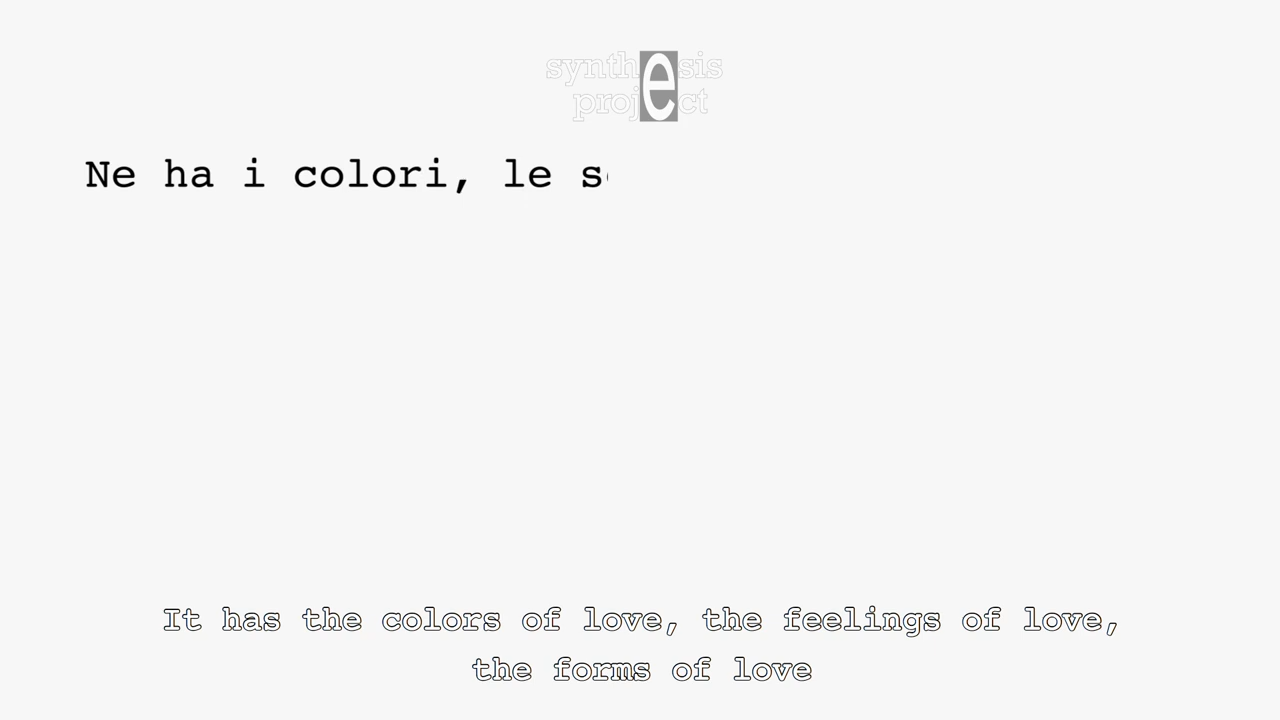 synthesis
project
Ne ha i colori, le s
It has the colors of love, the feelings of love,
the forms of love